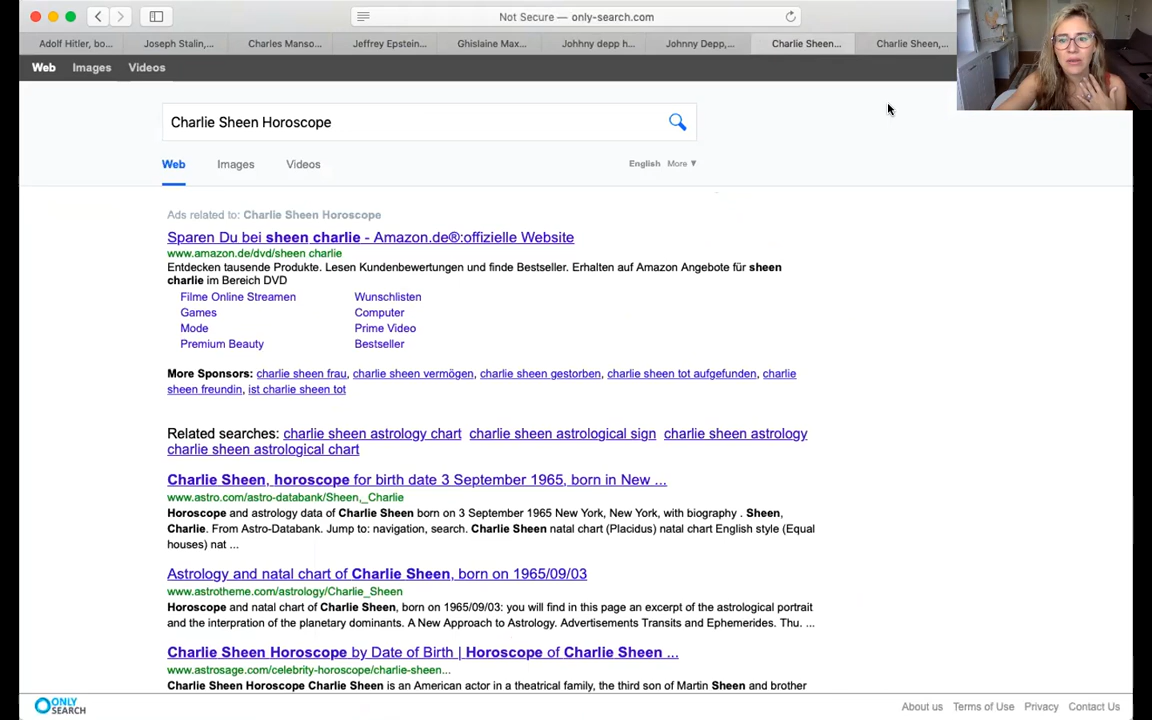 Not Secure — only-search.com
Adolf Hitler, bo...
Joseph Stalin,...
Charles Manso...
Jeffrey Epstein...
Ghislaine Max...
Johhny depp h...
Johnny Depp,...
Charlie Sheen...
Charlie Sheen,...
Web Images Videos
Charlie Sheen Horoscope
Web Images Videos English More ▼
Ads related to: Charlie Sheen Horoscope
Sparen Du bei sheen charlie - Amazon.de®:offizielle Website
www.amazon.de/dvd/sheen charlie
Entdecken tausende Produkte. Lesen Kundenbewertungen und finde Bestseller. Erhalten auf Amazon Angebote für sheen
charlie im Bereich DVD
Filme Online Streamen Wunschlisten
Games Computer
Mode Prime Video
Premium Beauty Bestseller
More Sponsors: charlie sheen frau, charlie sheen vermögen, charlie sheen gestorben, charlie sheen tot aufgefunden, charlie
sheen freundin, ist charlie sheen tot
Related searches: charlie sheen astrology chart charlie sheen astrological sign charlie sheen astrology
charlie sheen astrological chart
Charlie Sheen, horoscope for birth date 3 September 1965, born in New ...
www.astro.com/astro-databank/Sheen,_Charlie
Horoscope and astrology data of Charlie Sheen born on 3 September 1965 New York, New York, with biography . Sheen,
Charlie. From Astro-Databank. Jump to: navigation, search. Charlie Sheen natal chart (Placidus) natal chart English style (Equal
houses) nat ...
Astrology and natal chart of Charlie Sheen, born on 1965/09/03
www.astrotheme.com/astrology/Charlie_Sheen
Horoscope and natal chart of Charlie Sheen, born on 1965/09/03: you will find in this page an excerpt of the astrological portrait
and the interpration of the planetary dominants. A New Approach to Astrology. Advertisements Transits and Ephemerides. Thu. ...
Charlie Sheen Horoscope by Date of Birth | Horoscope of Charlie Sheen ...
www.astrosage.com/celebrity-horoscope/charlie-sheen...
Charlie Sheen Horoscope Charlie Sheen is an American actor in a theatrical family, the third son of Martin Sheen and brother
ONLY
SEARCH
About us Terms of Use Privacy Contact Us